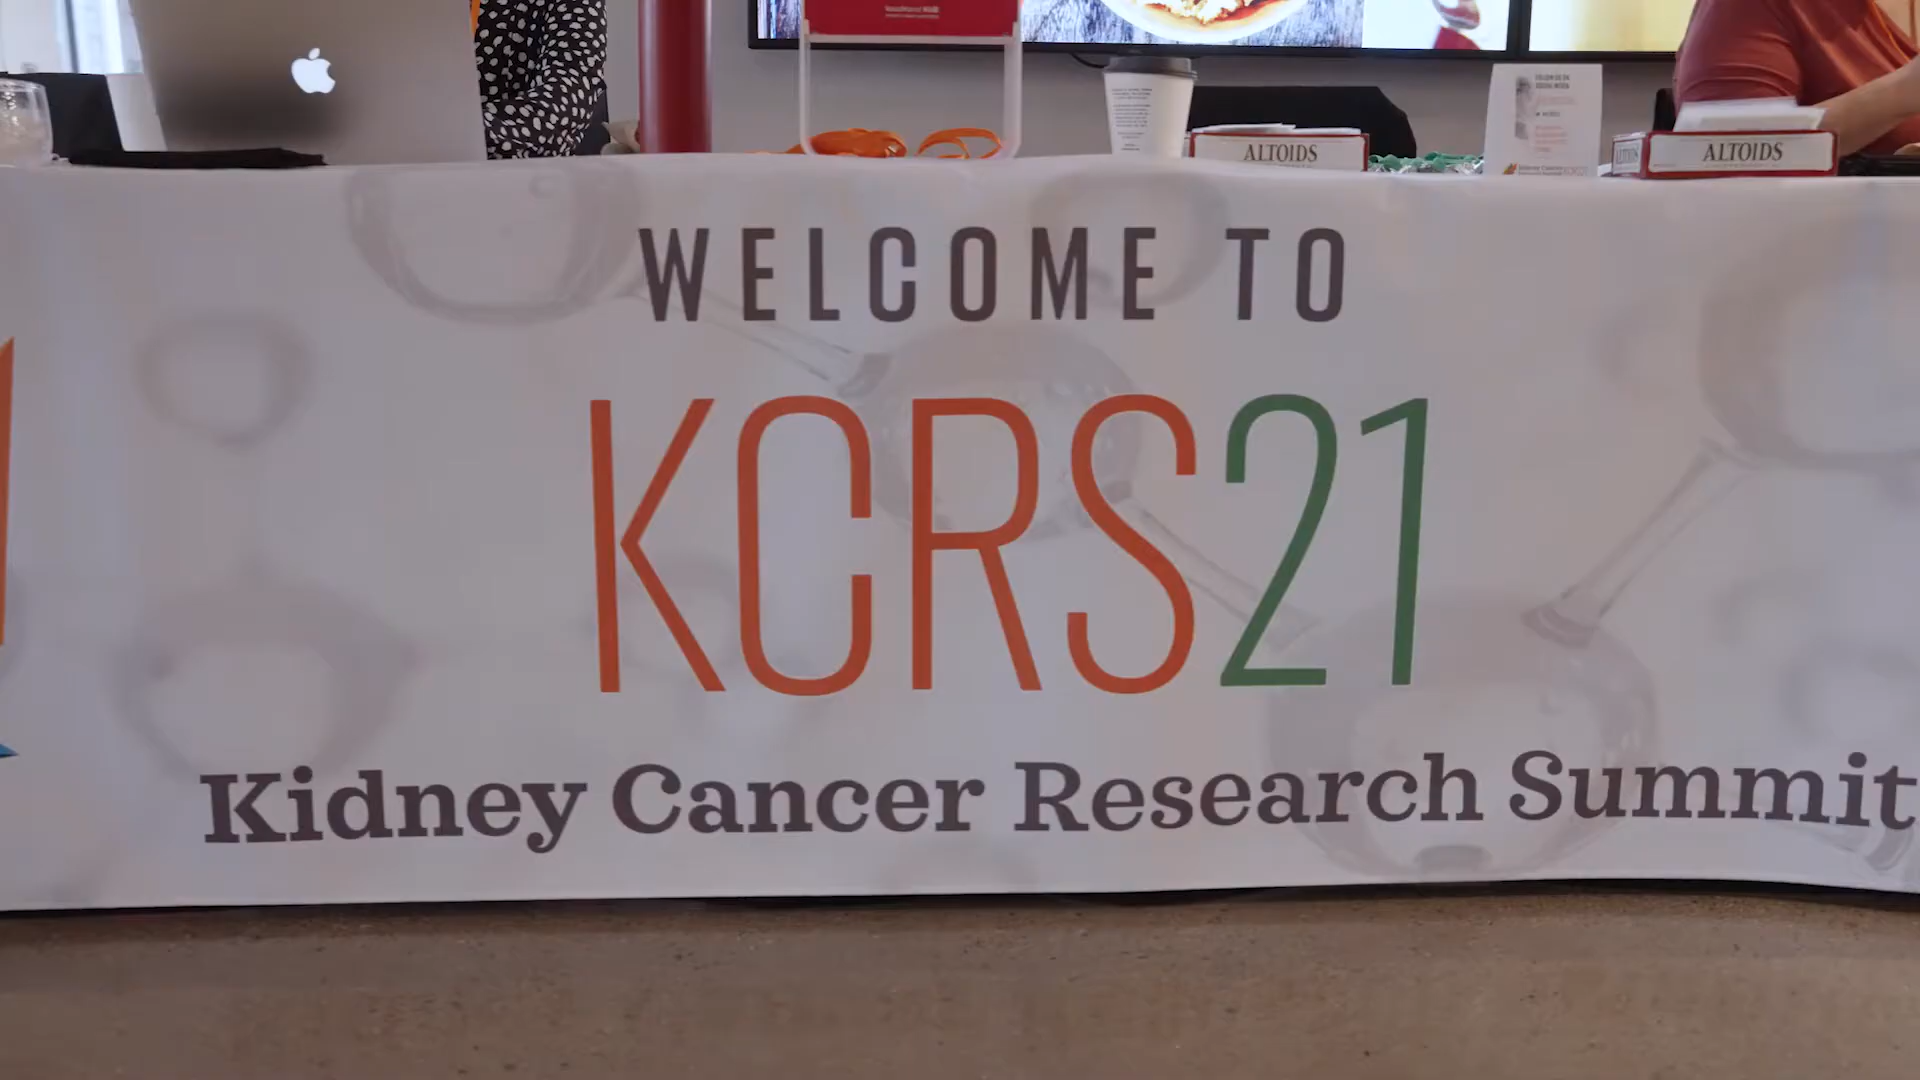 ALTOIDS
ALTOIDS
WELCOME TO
KCRS21
Kidney Cancer Research Summit